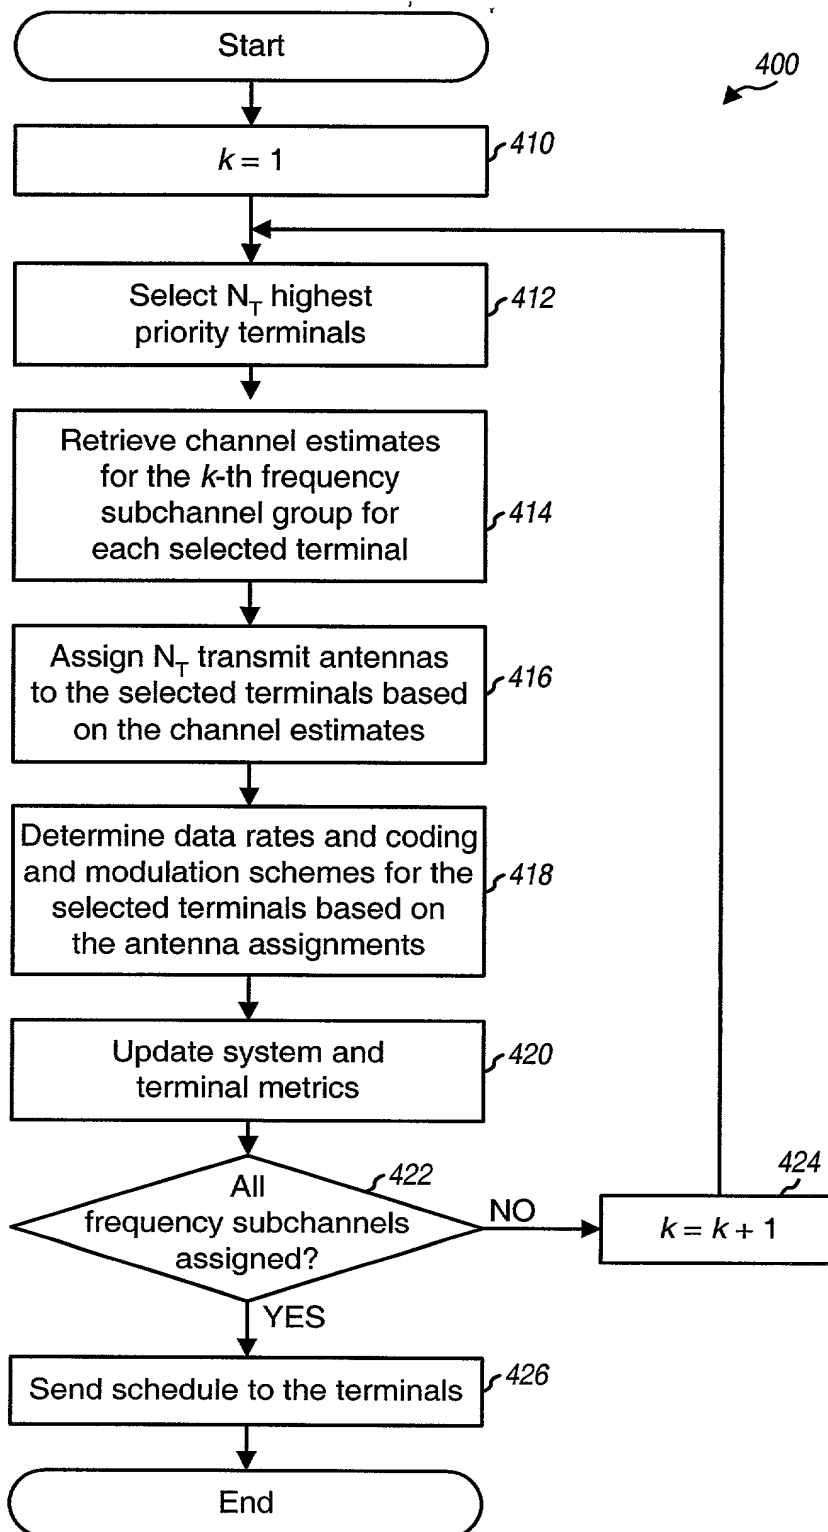 Start
400
k = 1
410
Select N_T highest
priority terminals
412
Retrieve channel estimates
for the k-th frequency
subchannel group for
each selected terminal
414
Assign N_T transmit antennas
to the selected terminals based
on the channel estimates
416
Determine data rates and coding
and modulation schemes for the
selected terminals based on
the antenna assignments
418
Update system and
terminal metrics
420
All
frequency subchannels
assigned?
422
NO
k = k + 1
424
YES
Send schedule to the terminals
426
End